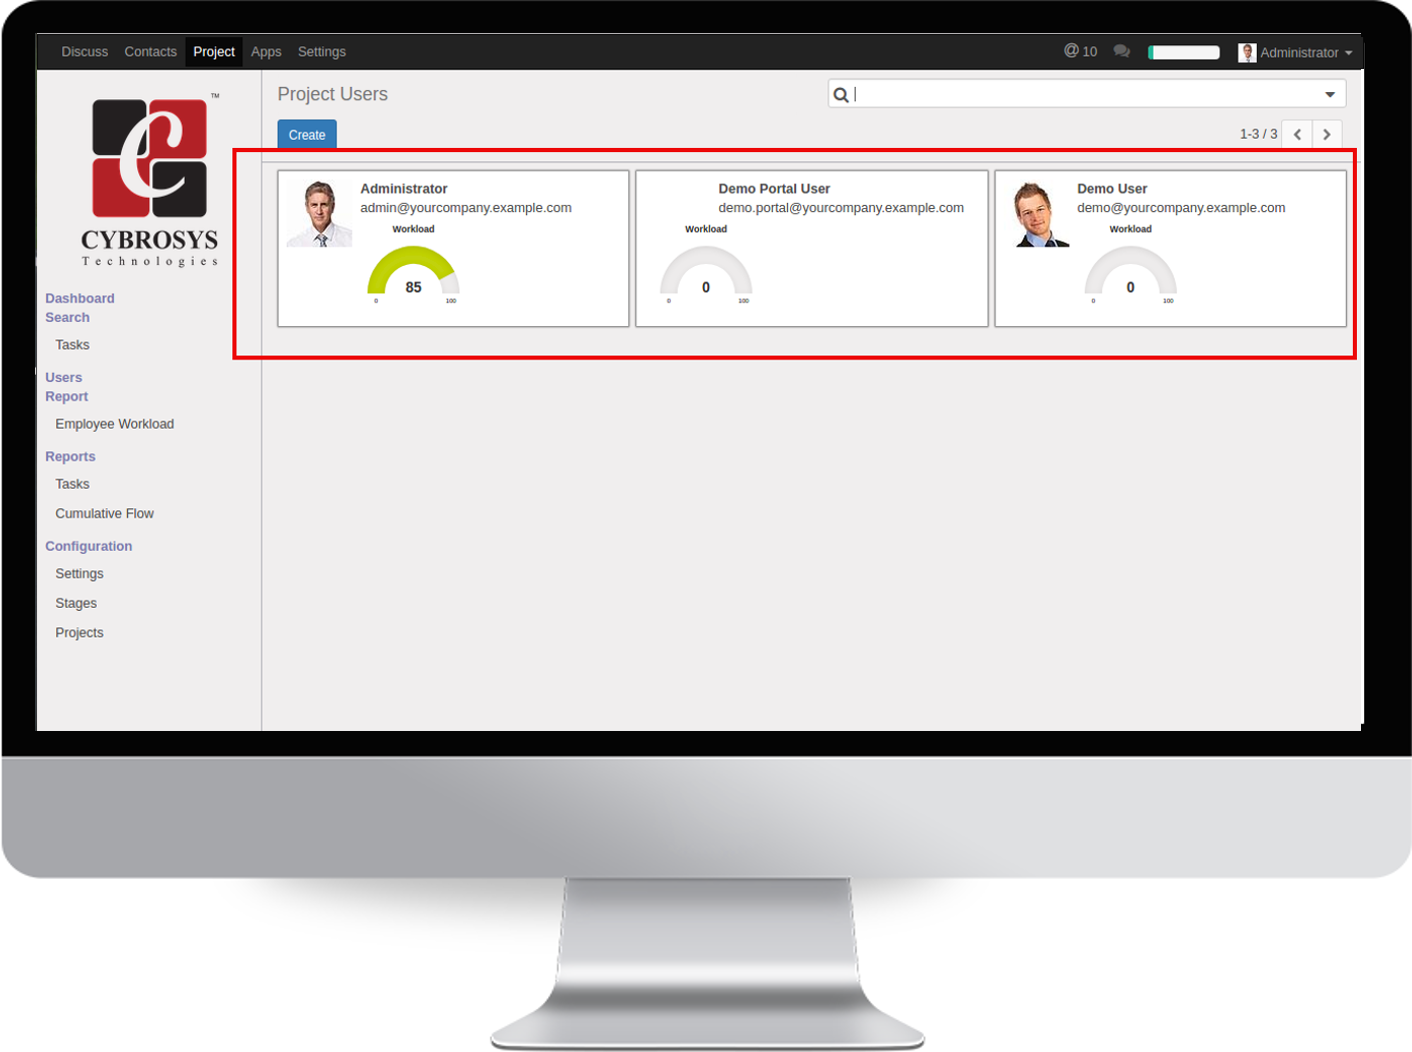 Discuss Contacts Project Apps Settings @ 10 Administrator
TM
CYBROSYS
Technologies
Dashboard
Search
Tasks
Users
Report
Employee Workload
Reports
Tasks
Cumulative Flow
Configuration
Settings
Stages
Projects
Project Users
Create
1-3 / 3
Administrator
admin@yourcompany.example.com
Workload
85
0 100
Demo Portal User
demo.portal@yourcompany.example.com
Workload
0
0 100
Demo User
demo@yourcompany.example.com
Workload
0
0 100